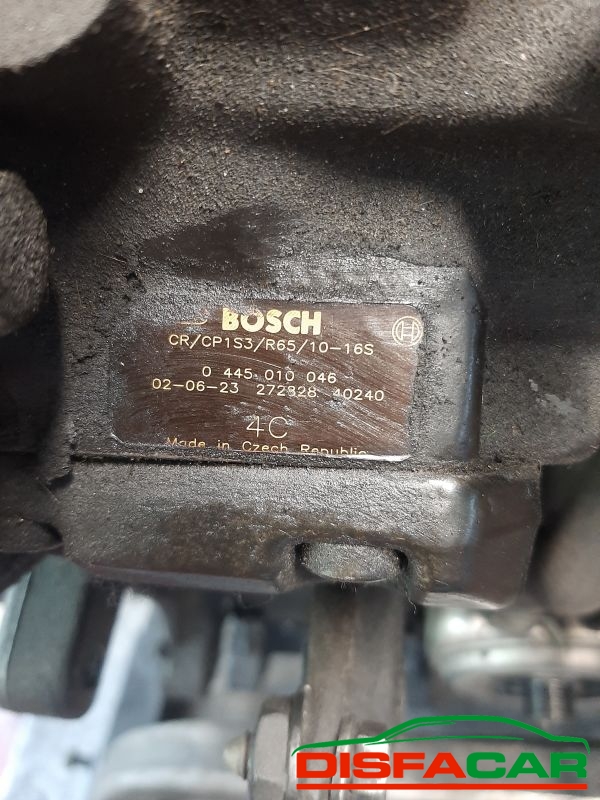 BOSCH
CR/CP1S3/R65/10-16S
0 445 010 046
02-06-23 272828 40240
4C
Made in Czech Republic
DISFACAR